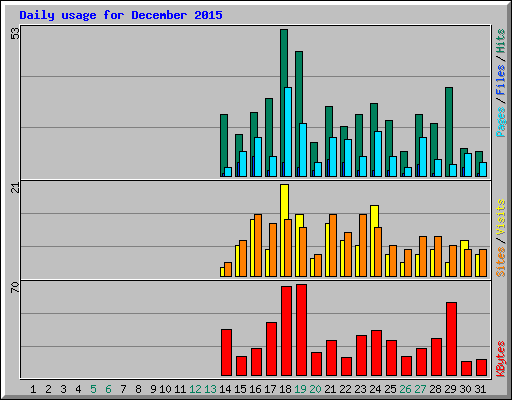 Daily usage for December 2015
53
Pages/Files/Hits
21
Sites/Visits
70
KBytes
1 2 3 4 5 6 7 8 9 10 11 12 13 14 15 16 17 18 19 20 21 22 23 24 25 26 27 28 29 30 31